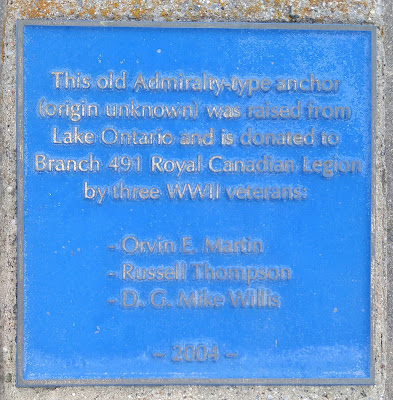 This old Admiralty-type anchor
(origin unknown) was raised from
Lake Ontario and is donated to
Branch 491 Royal Canadian Legion
by three WWII veterans:
- Orvin E. Martin
- Russell Thompson
- D. G. Mike Willis
- 2004 -